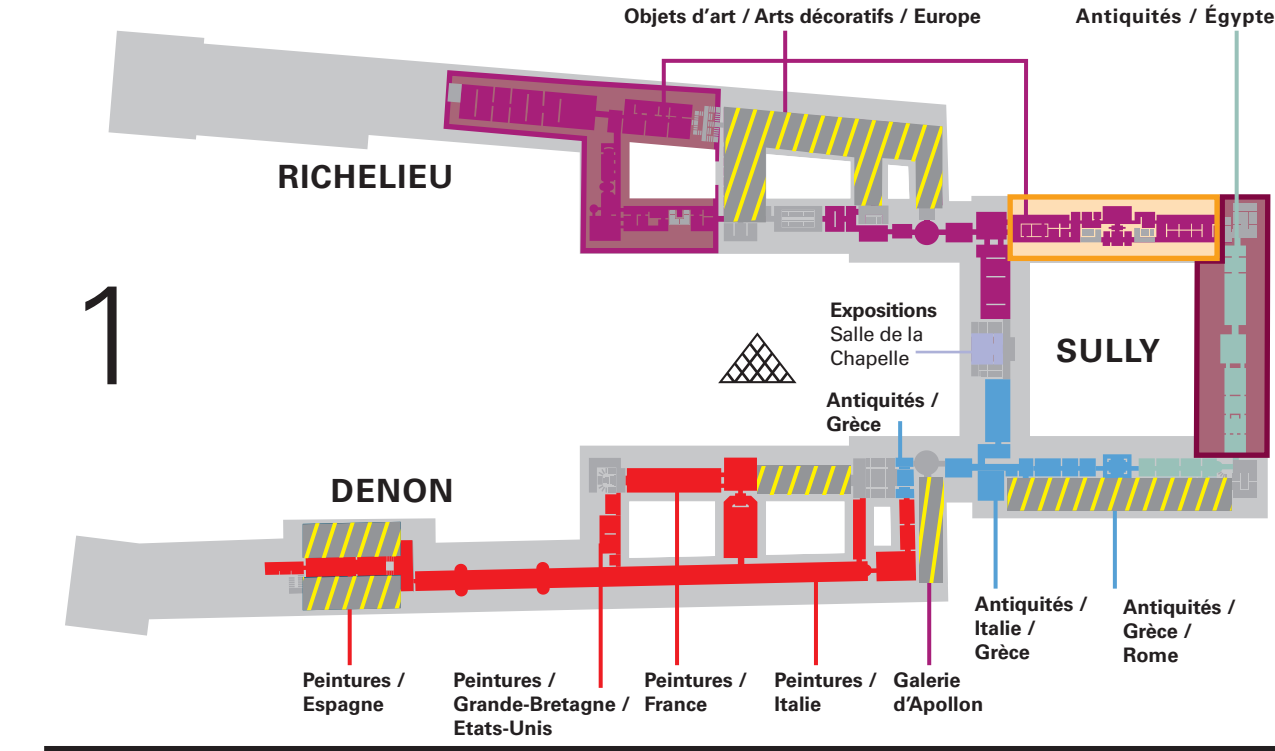 Objets d'art / Arts décoratifs / Europe
Antiquités / Égypte
RICHELIEU
1
Expositions
Salle de la
Chapelle
SULLY
Antiquités /
Grèce
DENON
Antiquités /
Italie /
Grèce
Antiquités /
Grèce /
Rome
Peintures /
Espagne
Peintures /
Grande-Bretagne /
Etats-Unis
Peintures /
France
Peintures /
Italie
Galerie
d'Apollon